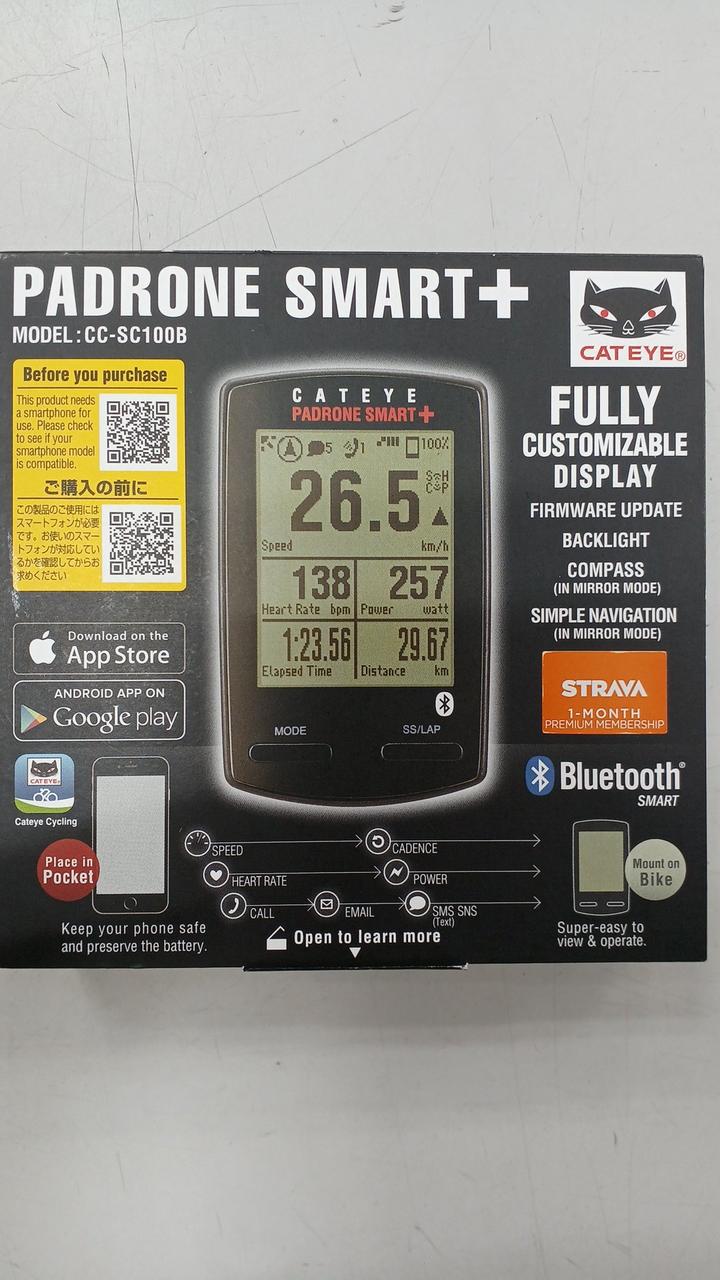 PADRONE SMART+
MODEL:CC-SC100B
CATEYE®
Before you purchase
This product needs
a smartphone for
use. Please check
to see if your
smartphone model
is compatible.
ご購入の前に
この製品のご使用には
スマートフォンが必要
です。お使いのスマー
トフォンが対応してい
るかを確認してからお
求めください
Download on the
App Store
ANDROID APP ON
Google play
CATEYE
PADRONE SMART+
5
1
100%
26.5
S H
C P
Speed
km/h
138
257
Heart Rate bpm
Power watt
1:23.56
29.67
Elapsed Time
Distance km
MODE
SS/LAP
FULLY
CUSTOMIZABLE
DISPLAY
FIRMWARE UPDATE
BACKLIGHT
COMPASS
(IN MIRROR MODE)
SIMPLE NAVIGATION
(IN MIRROR MODE)
STRAVA
1-MONTH
PREMIUM MEMBERSHIP
Bluetooth®
SMART
CATEYE
Cateye Cycling
Place in
Pocket
Keep your phone safe
and preserve the battery.
SPEED
CADENCE
HEART RATE
POWER
CALL
EMAIL
SMS SNS
(Text)
Open to learn more
Mount on
Bike
Super-easy to
view & operate.